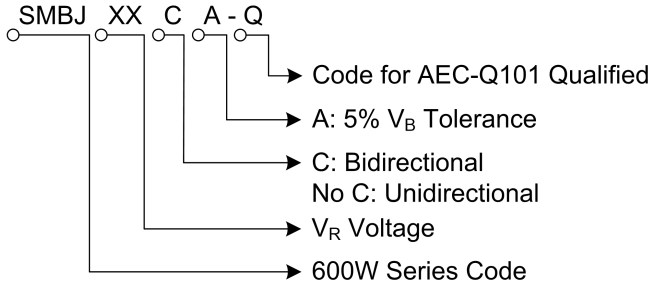 SMBJ XX C A - Q
Code for AEC-Q101 Qualified
A: 5% VB Tolerance
C: Bidirectional
No C: Unidirectional
VR Voltage
600W Series Code